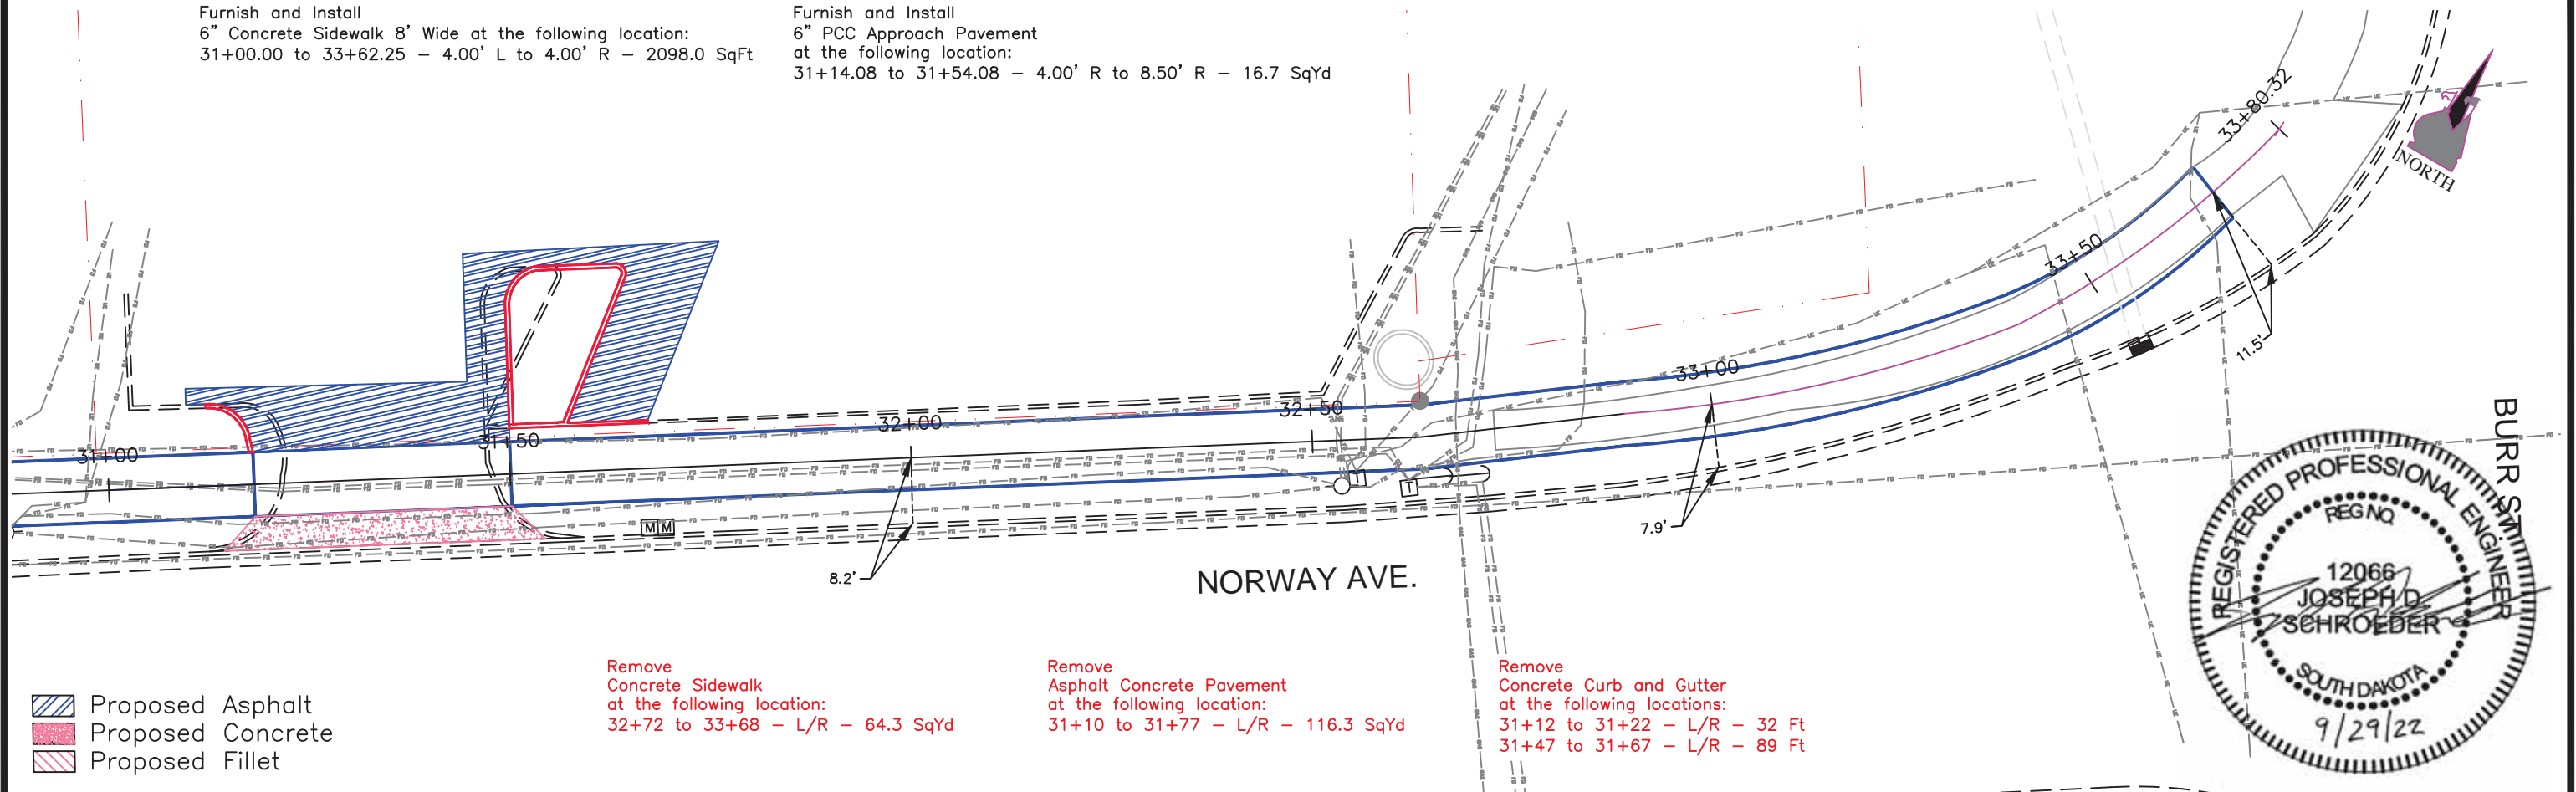 Furnish and Install
6" Concrete Sidewalk 8' Wide at the following location:
31+00.00 to 33+62.25 – 4.00' L to 4.00' R – 2098.0 SqFt
Furnish and Install
6" PCC Approach Pavement
at the following location:
31+14.08 to 31+54.08 – 4.00' R to 8.50' R – 16.7 SqYd
33+80.32
NORTH
33+50
11.5'
33+00
32+50
32+00
31+50
31+00
T
T
M M
7.9'
8.2'
NORWAY AVE.
BURR ST.
Remove
Concrete Sidewalk
at the following location:
32+72 to 33+68 – L/R – 64.3 SqYd
Remove
Asphalt Concrete Pavement
at the following location:
31+10 to 31+77 – L/R – 116.3 SqYd
Remove
Concrete Curb and Gutter
at the following locations:
31+12 to 31+22 – L/R – 32 Ft
31+47 to 31+67 – L/R – 89 Ft
Proposed Asphalt
Proposed Concrete
Proposed Fillet
REGISTERED PROFESSIONAL ENGINEER
REG NO.
12066
JOSEPH D.
SCHROEDER
SOUTH DAKOTA
9/29/22